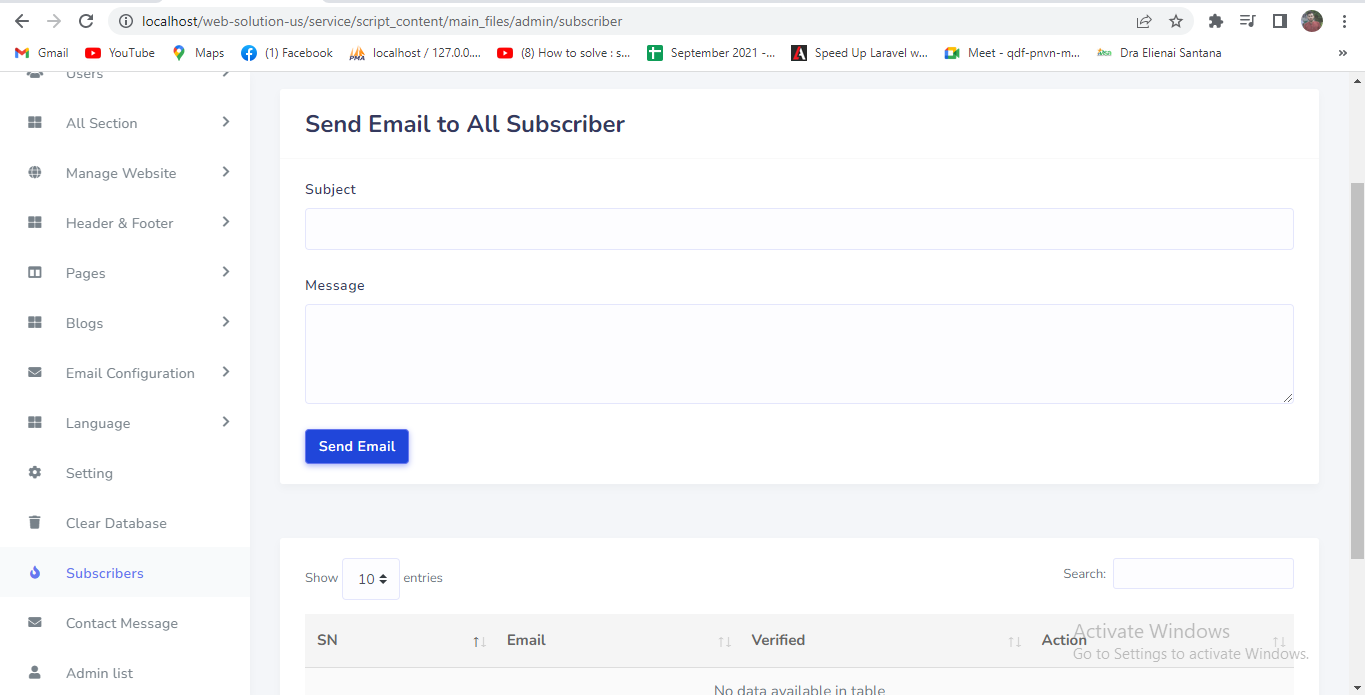 localhost/web-solution-us/service/script_content/main_files/admin/subscriber
Gmail YouTube Maps (1) Facebook localhost / 127.0.0.... (8) How to solve : s... September 2021 -... Speed Up Laravel w... Meet - qdf-pnvn-m... Dra Elienai Santana »
Users
All Section
Manage Website
Header & Footer
Pages
Blogs
Email Configuration
Language
Setting
Clear Database
Subscribers
Contact Message
Admin list
Send Email to All Subscriber
Subject
Message
Send Email
Show 10 entries Search:
SN Email Verified Action
No data available in table
Activate Windows
Go to Settings to activate Windows.